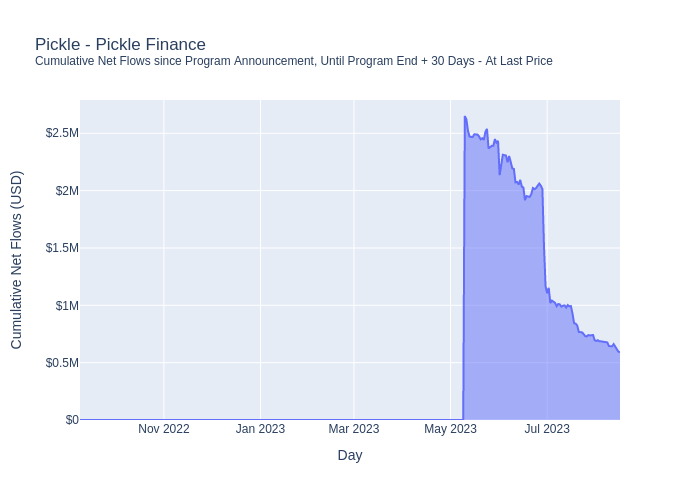 Pickle - Pickle Finance
Cumulative Net Flows since Program Announcement, Until Program End + 30 Days - At Last Price
Cumulative Net Flows (USD)
$2.5M
$2M
$1.5M
$1M
$0.5M
$0
Nov 2022
Jan 2023
Mar 2023
May 2023
Jul 2023
Day